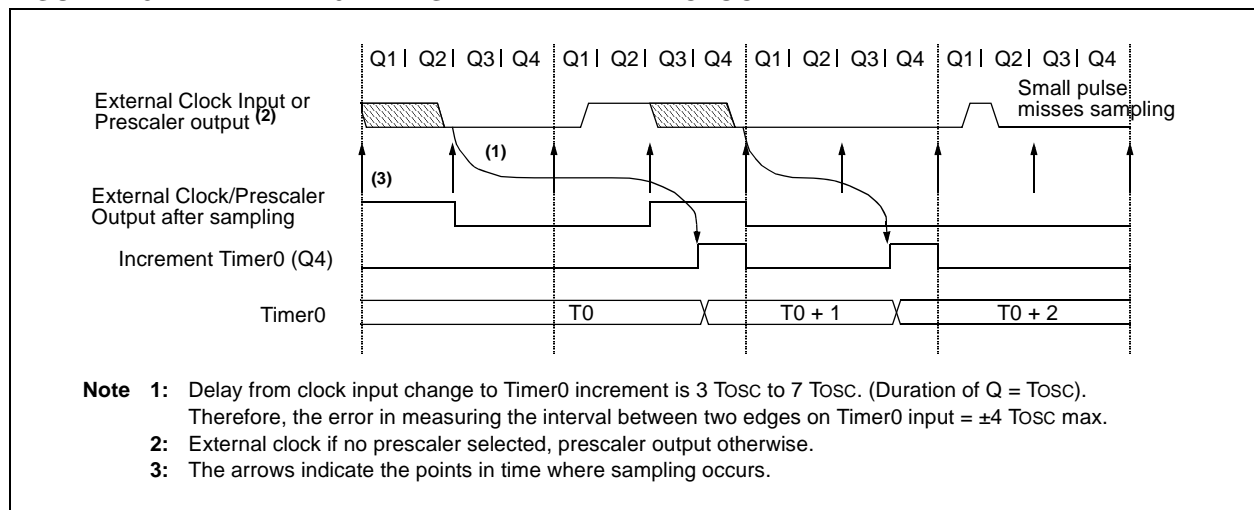 Q1 | Q2 | Q3 | Q4 Q1 | Q2 | Q3 | Q4 Q1 | Q2 | Q3 | Q4 Q1 | Q2 | Q3 | Q4
External Clock Input or
Prescaler output (2)
Small pulse
misses sampling
(1)
(3)
External Clock/Prescaler
Output after sampling
Increment Timer0 (Q4)
Timer0 T0 T0 + 1 T0 + 2
Note 1: Delay from clock input change to Timer0 increment is 3 TOSC to 7 TOSC. (Duration of Q = TOSC).
Therefore, the error in measuring the interval between two edges on Timer0 input = ±4 TOSC max.
2: External clock if no prescaler selected, prescaler output otherwise.
3: The arrows indicate the points in time where sampling occurs.